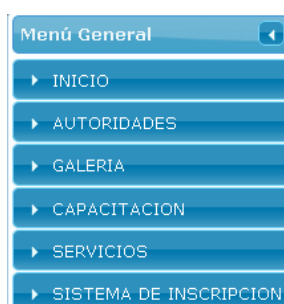 Menú General
INICIO
AUTORIDADES
GALERIA
CAPACITACION
SERVICIOS
SISTEMA DE INSCRIPCION